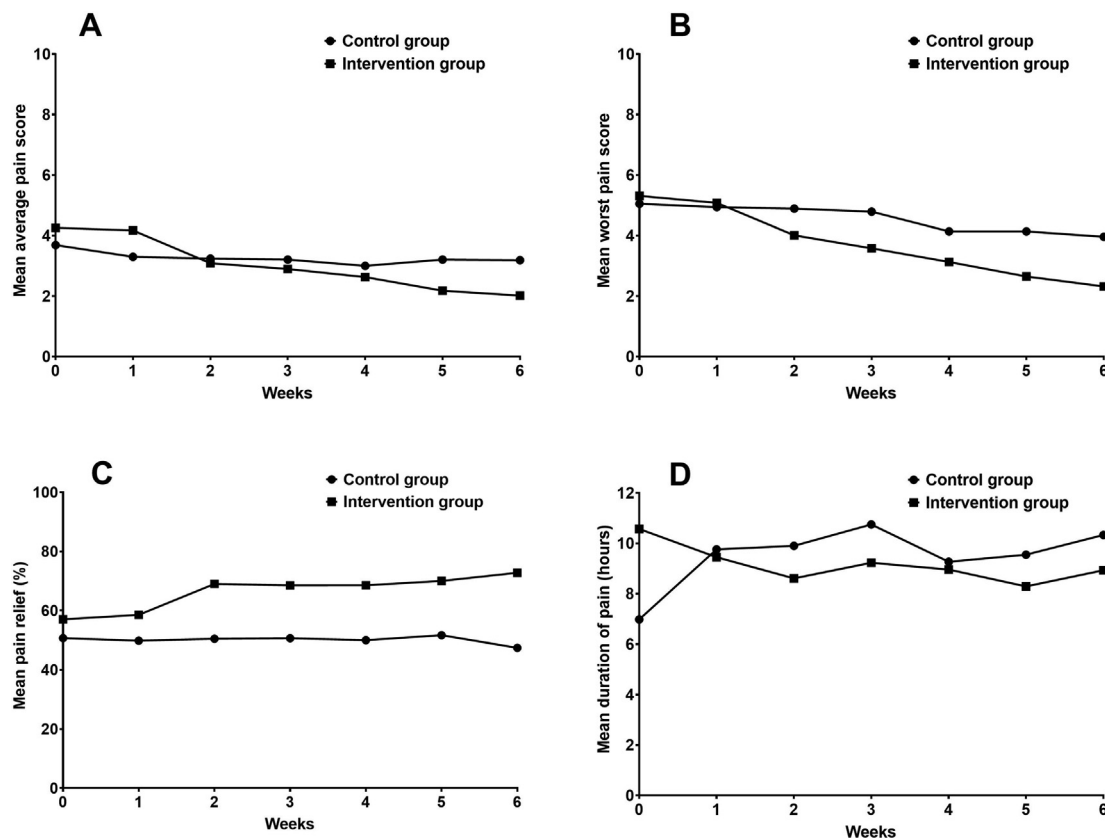 A
Control group
Intervention group
Mean average pain score
10
8
6
4
2
0
0 1 2 3 4 5 6
Weeks
B
Control group
Intervention group
Mean worst pain score
10
8
6
4
2
0
0 1 2 3 4 5 6
Weeks
C
Control group
Intervention group
Mean pain relief (%)
100
80
60
40
20
0
0 1 2 3 4 5 6
Weeks
D
Control group
Intervention group
Mean duration of pain (hours)
12
10
8
6
4
2
0
0 1 2 3 4 5 6
Weeks